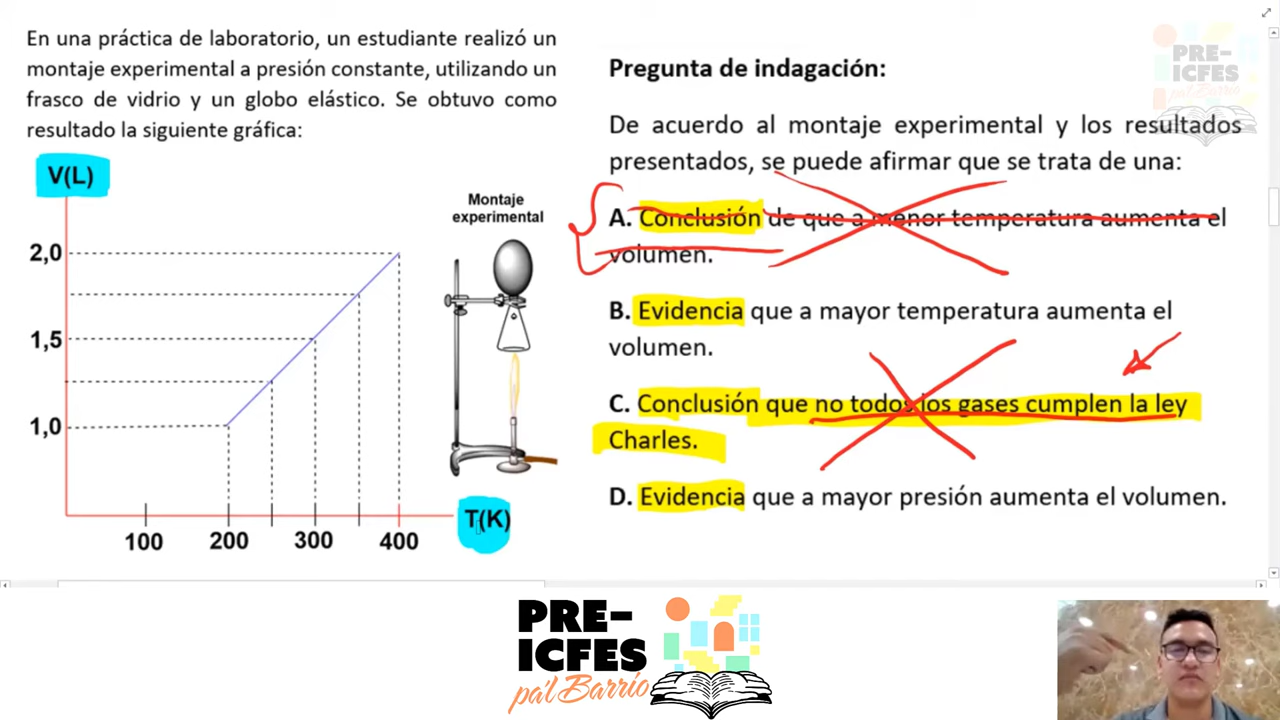 En una práctica de laboratorio, un estudiante realizó un
montaje experimental a presión constante, utilizando un
frasco de vidrio y un globo elástico. Se obtuvo como
resultado la siguiente gráfica:
V(L)
2,0
1,5
1,0
100 200 300 400
T(K)
Montaje
experimental
Pregunta de indagación:
De acuerdo al montaje experimental y los resultados
presentados, se puede afirmar que se trata de una:
A. Conclusión de que a menor temperatura aumenta el
volumen.
B. Evidencia que a mayor temperatura aumenta el
volumen.
C. Conclusión que no todos los gases cumplen la ley
Charles.
D. Evidencia que a mayor presión aumenta el volumen.
PRE-
ICFES
pa'l Barrio
PRE-
ICFES
pa'l Barrio